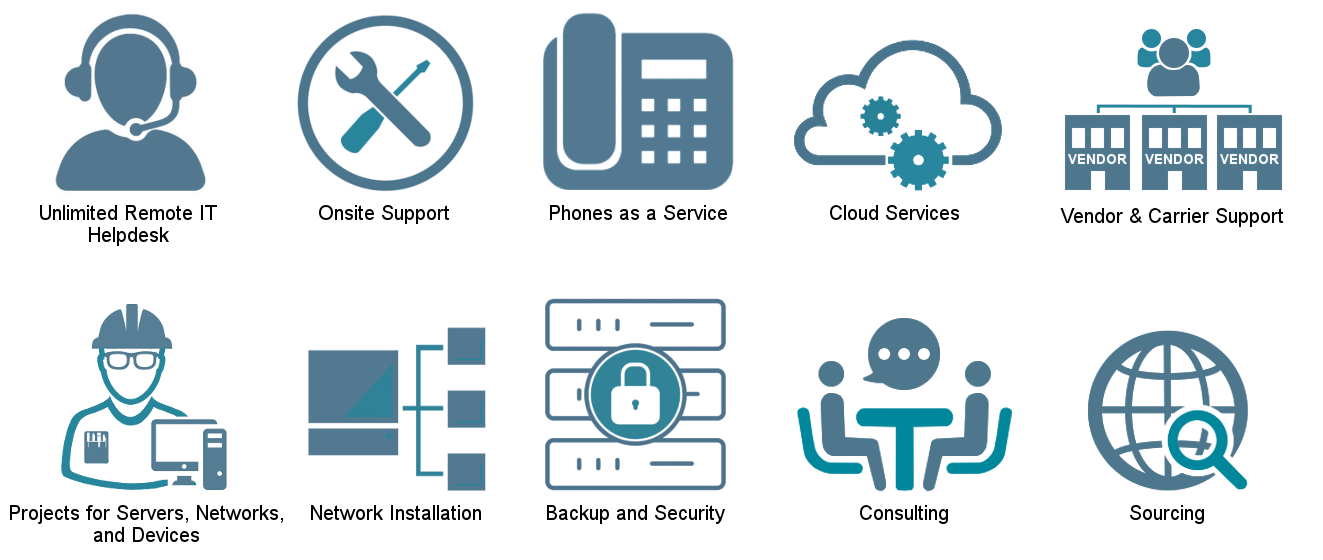 VENDOR VENDOR VENDOR
Unlimited Remote IT
Helpdesk
Onsite Support
Phones as a Service
Cloud Services
Vendor & Carrier Support
Projects for Servers, Networks,
and Devices
Network Installation
Backup and Security
Consulting
Sourcing